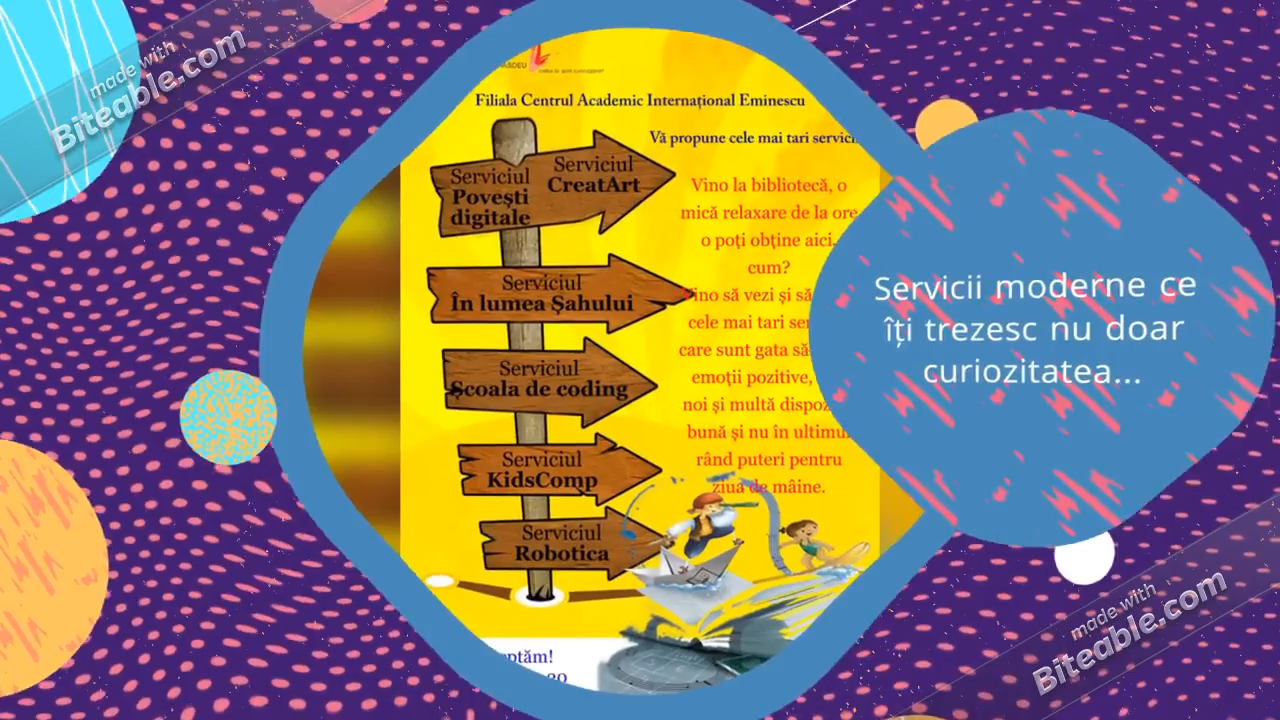 made with
Biteable.com
Filiala Centrul Academic Internațional Eminescu
Vă propune cele mai tari
Serviciul
Povești
digitale
Serviciul
CreatArt
Serviciul
În lumea Șahului
Serviciul
Școala de coding
Serviciul
KidsComp
Serviciul
Robotica
Vino la bibliotecă, o
mică relaxare de la ore
o poți obține aici,
cum?
Vino să vezi și să
cele mai tari
care sunt gata să
emoții pozitive,
noi și multă
bună și nu în ultimul
rând puteri pentru
ziua de mâine.
Servicii moderne ce
îți trezesc nu doar
curiozitatea...
made with
Biteable.com